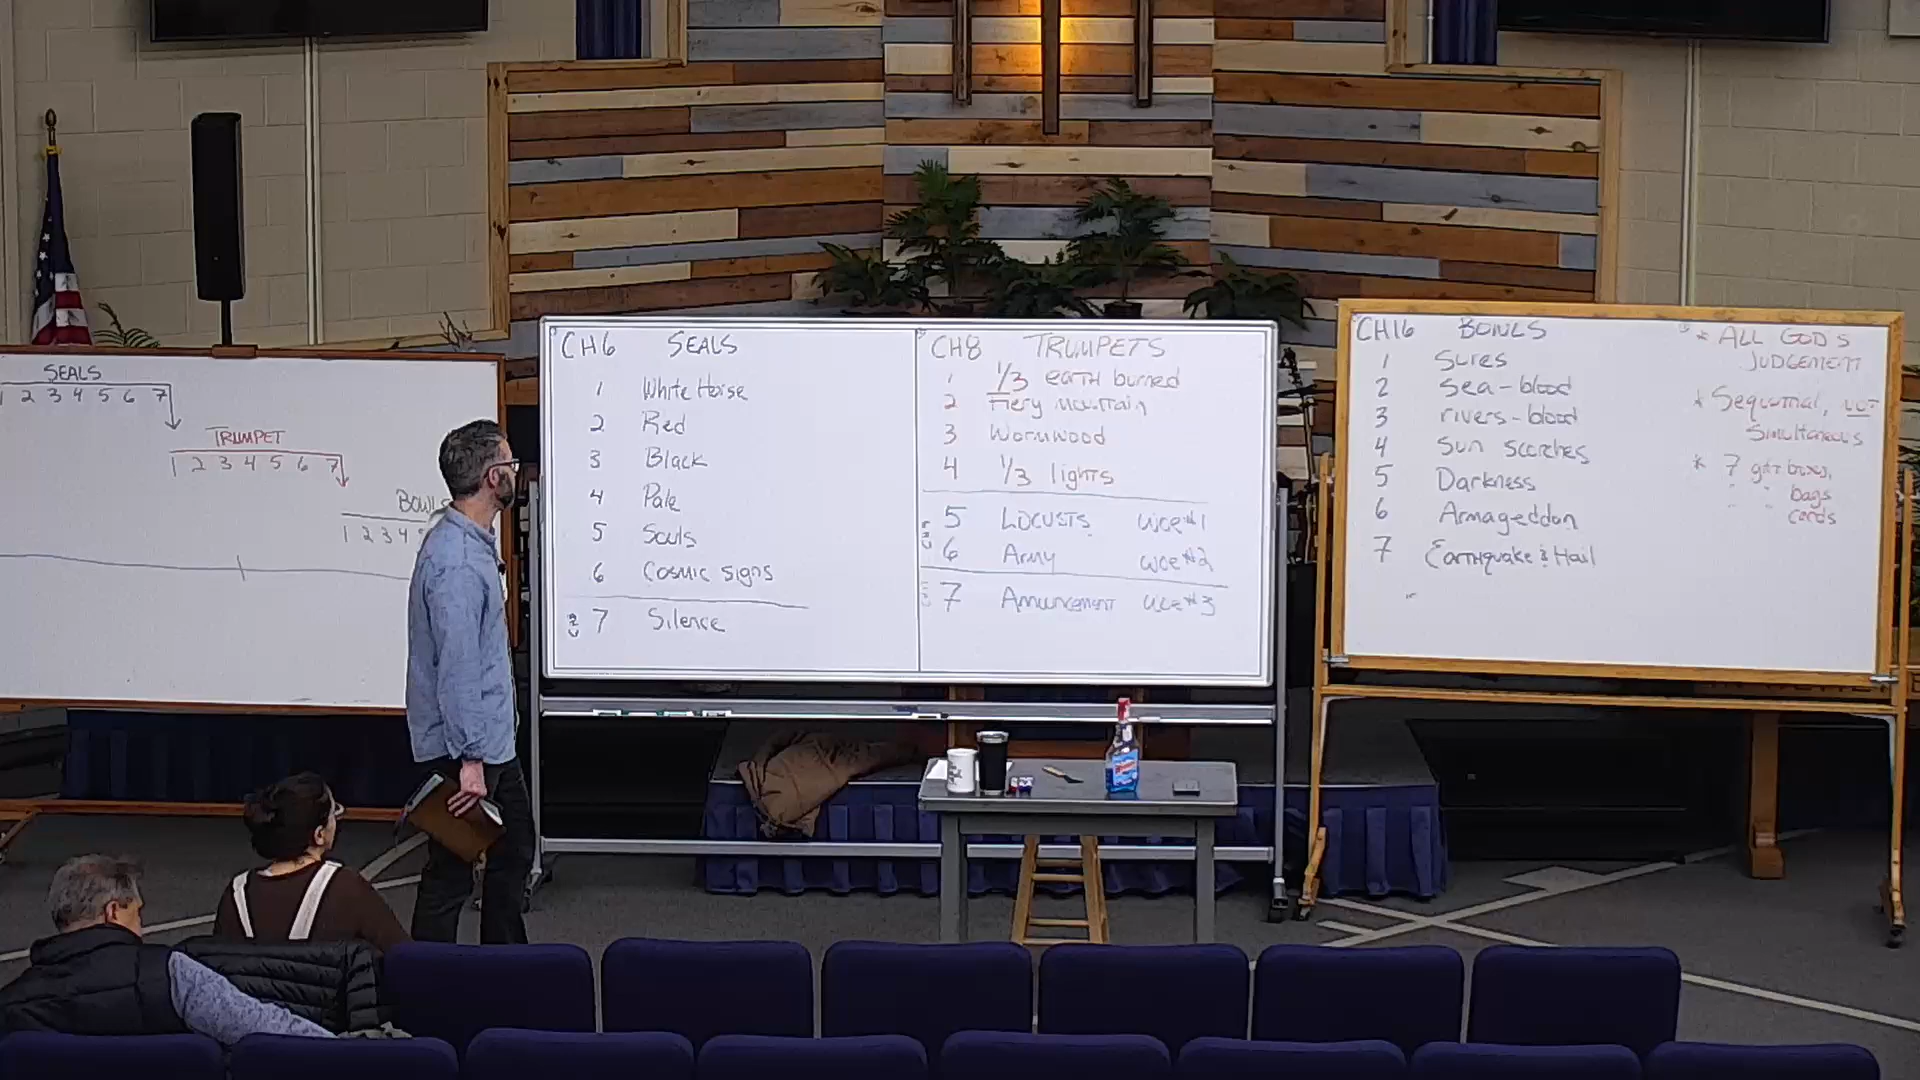 SEALS
1 2 3 4 5 6 7
TRUMPET
1 2 3 4 5 6 7
BOWLS
1 2 3 4 5
CH6 SEALS
1 White Horse
2 Red
3 Black
4 Pale
5 Souls
6 Cosmic Signs
7 Silence
CH8 TRUMPETS
1 1/3 earth burned
2 Fiery Mountain
3 Wormwood
4 1/3 lights
5 Locusts woe #1
6 Army woe #2
7 Annuncement woe #3
CH16 BOWLS
1 Sores
2 Sea-blood
3 rivers-blood
4 Sun scorches
5 Darkness
6 Armageddon
7 Earthquake & Hail
* ALL GOD'S
JUDGEMENT
* Sequential, NOT
Simultaneous
* 7 gift boxes,
" " bags
" " cards